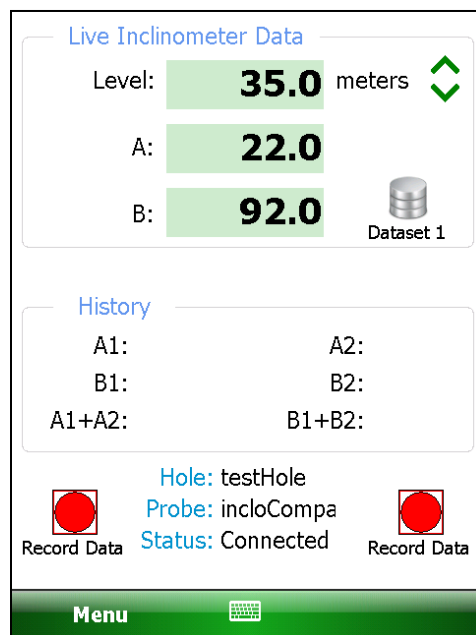 Live Inclinometer Data
Level: 35.0 meters
A: 22.0
B: 92.0
Dataset 1
History
A1: A2:
B1: B2:
A1+A2: B1+B2:
Hole: testHole
Probe: incloCompa
Status: Connected
Record Data Record Data
Menu